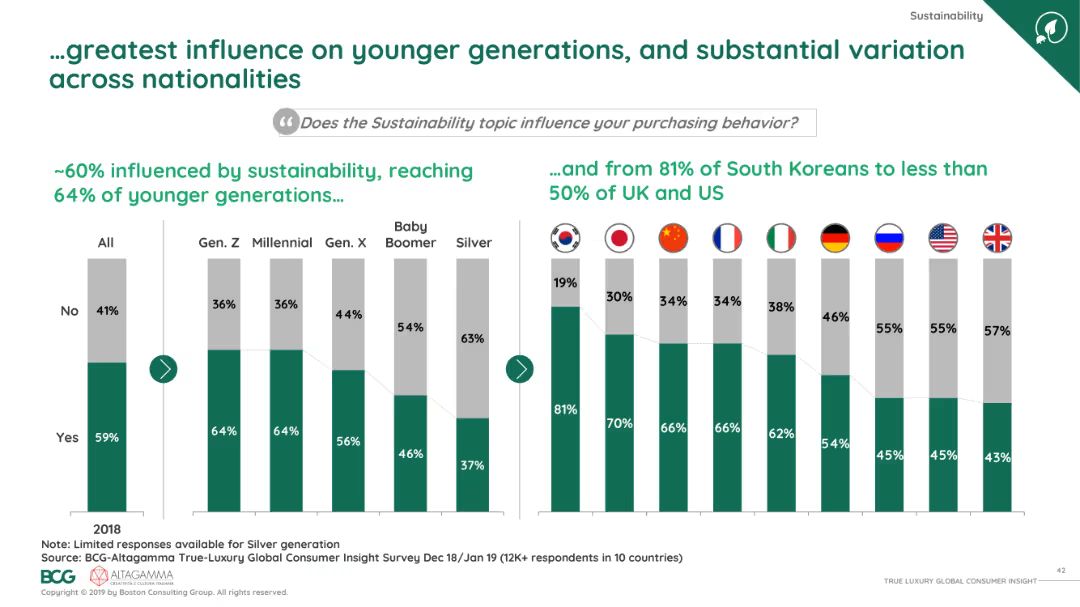 Sustainability
…greatest influence on younger generations, and substantial variation
across nationalities
“ Does the Sustainability topic influence your purchasing behavior?
~60% influenced by sustainability, reaching
64% of younger generations…
…and from 81% of South Koreans to less than
50% of UK and US
All
Gen. Z Millennial Gen. X Baby Boomer Silver
No
41%
36% 36% 44% 54% 63%
19% 30% 34% 34% 38% 46% 55% 55% 57%
Yes
59%
64% 64% 56% 46% 37%
81% 70% 66% 66% 62% 54% 45% 45% 43%
2018
Note: Limited responses available for Silver generation
Source: BCG-Altagamma True-Luxury Global Consumer Insight Survey Dec 18/Jan 19 (12K+ respondents in 10 countries)
BCG ALTAGAMMA
Copyright © 2019 by Boston Consulting Group. All rights reserved.
42
TRUE LUXURY GLOBAL CONSUMER INSIGHT